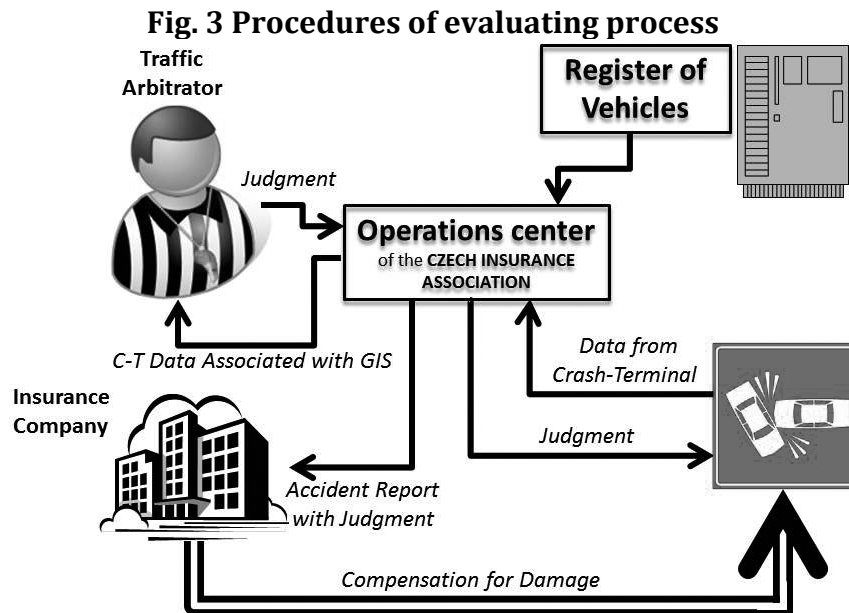 Fig. 3 Procedures of evaluating process
Traffic
Arbitrator
Register of
Vehicles
Judgment
Operations center
of the CZECH INSURANCE
ASSOCIATION
C-T Data Associated with GIS
Data from
Crash-Terminal
Insurance
Company
Judgment
Accident Report
with Judgment
Compensation for Damage